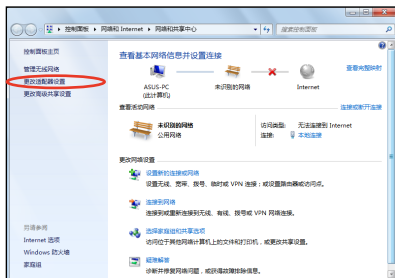 控制面板 ▸ 网络和 Internet ▸ 网络和共享中心
搜索控制面板
控制面板主页
管理无线网络
更改适配器设置
更改高级共享设置
另请参阅
Internet 选项
Windows 防火墙
家庭组
查看基本网络信息并设置连接
查看完整映射
ASUS-PC
(此计算机)
未识别的网络
Internet
查看活动网络
连接或断开连接
未识别的网络
公用网络
访问类型: 无法连接到 Internet
连接: 本地连接
更改网络设置
设置新的连接或网络
设置无线、宽带、拨号、临时或 VPN 连接；或设置路由器或访问点。
连接到网络
连接到或重新连接到无线、有线、拨号或 VPN 网络连接。
选择家庭组和共享选项
访问位于其他网络计算机上的文件和打印机，或更改共享设置。
疑难解答
诊断并修复网络问题，或获得故障排除信息。